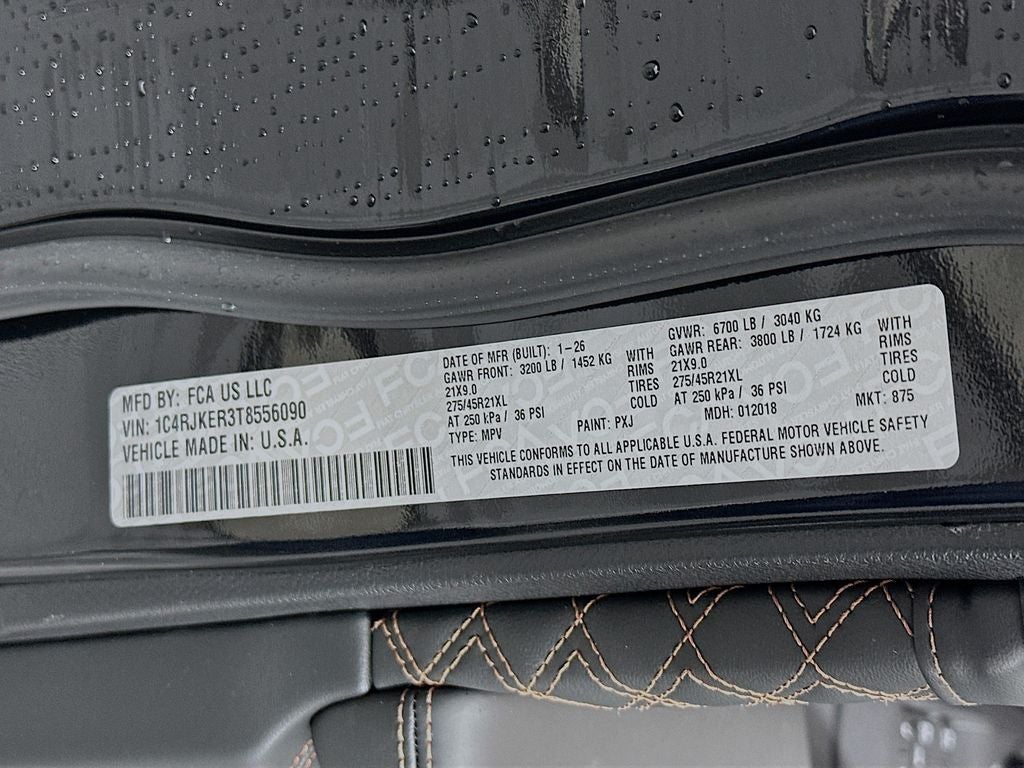 MFD BY: FCA US LLC
VIN: 1C4RJKER3T8556090
VEHICLE MADE IN: U.S.A.
DATE OF MFR (BUILT): 1-26
GAWR FRONT: 3200 LB / 1452 KG WITH
21X9.0 RIMS
275/45R21XL TIRES
AT 250 kPa / 36 PSI COLD
TYPE: MPV PAINT: PXJ
GVWR: 6700 LB / 3040 KG
GAWR REAR: 3800 LB / 1724 KG WITH
21X9.0 RIMS
275/45R21XL TIRES
AT 250 kPa / 36 PSI COLD
MDH: 012018 MKT: 875
THIS VEHICLE CONFORMS TO ALL APPLICABLE U.S.A. FEDERAL MOTOR VEHICLE SAFETY
STANDARDS IN EFFECT ON THE DATE OF MANUFACTURE SHOWN ABOVE.